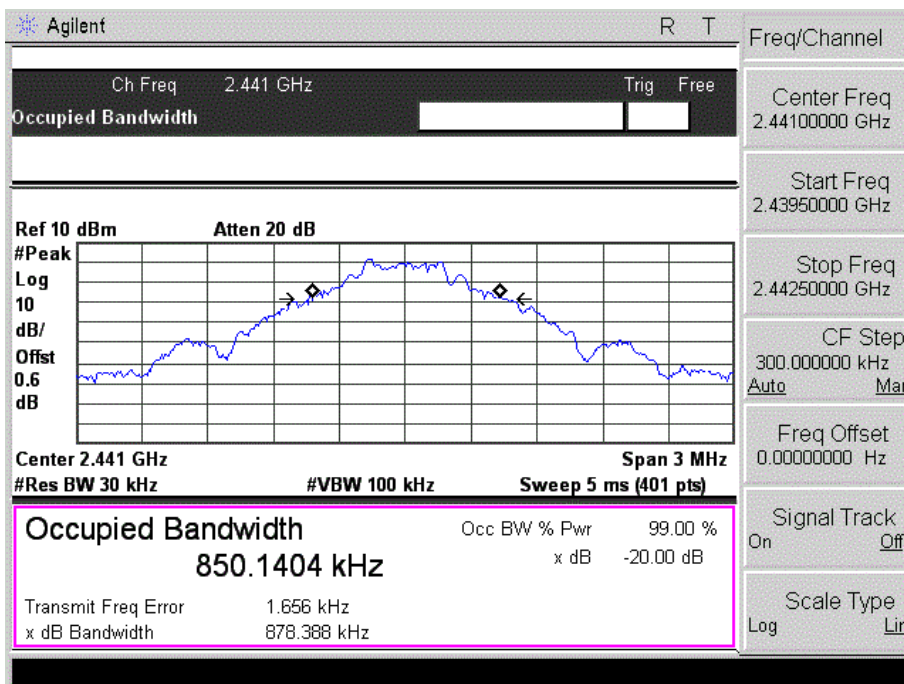 Agilent R T
Ch Freq 2.441 GHz Trig Free
Occupied Bandwidth
Ref 10 dBm Atten 20 dB
#Peak
Log
10
dB/
Offst
0.6
dB
Center 2.441 GHz Span 3 MHz
#Res BW 30 kHz #VBW 100 kHz Sweep 5 ms (401 pts)
Occupied Bandwidth
850.1404 kHz
Occ BW % Pwr 99.00 %
x dB -20.00 dB
Transmit Freq Error 1.656 kHz
x dB Bandwidth 878.388 kHz
Freq/Channel
Center Freq
2.44100000 GHz
Start Freq
2.43950000 GHz
Stop Freq
2.44250000 GHz
CF Step
300.000000 kHz
Auto Man
Freq Offset
0.00000000 Hz
Signal Track
On Off
Scale Type
Log Lin